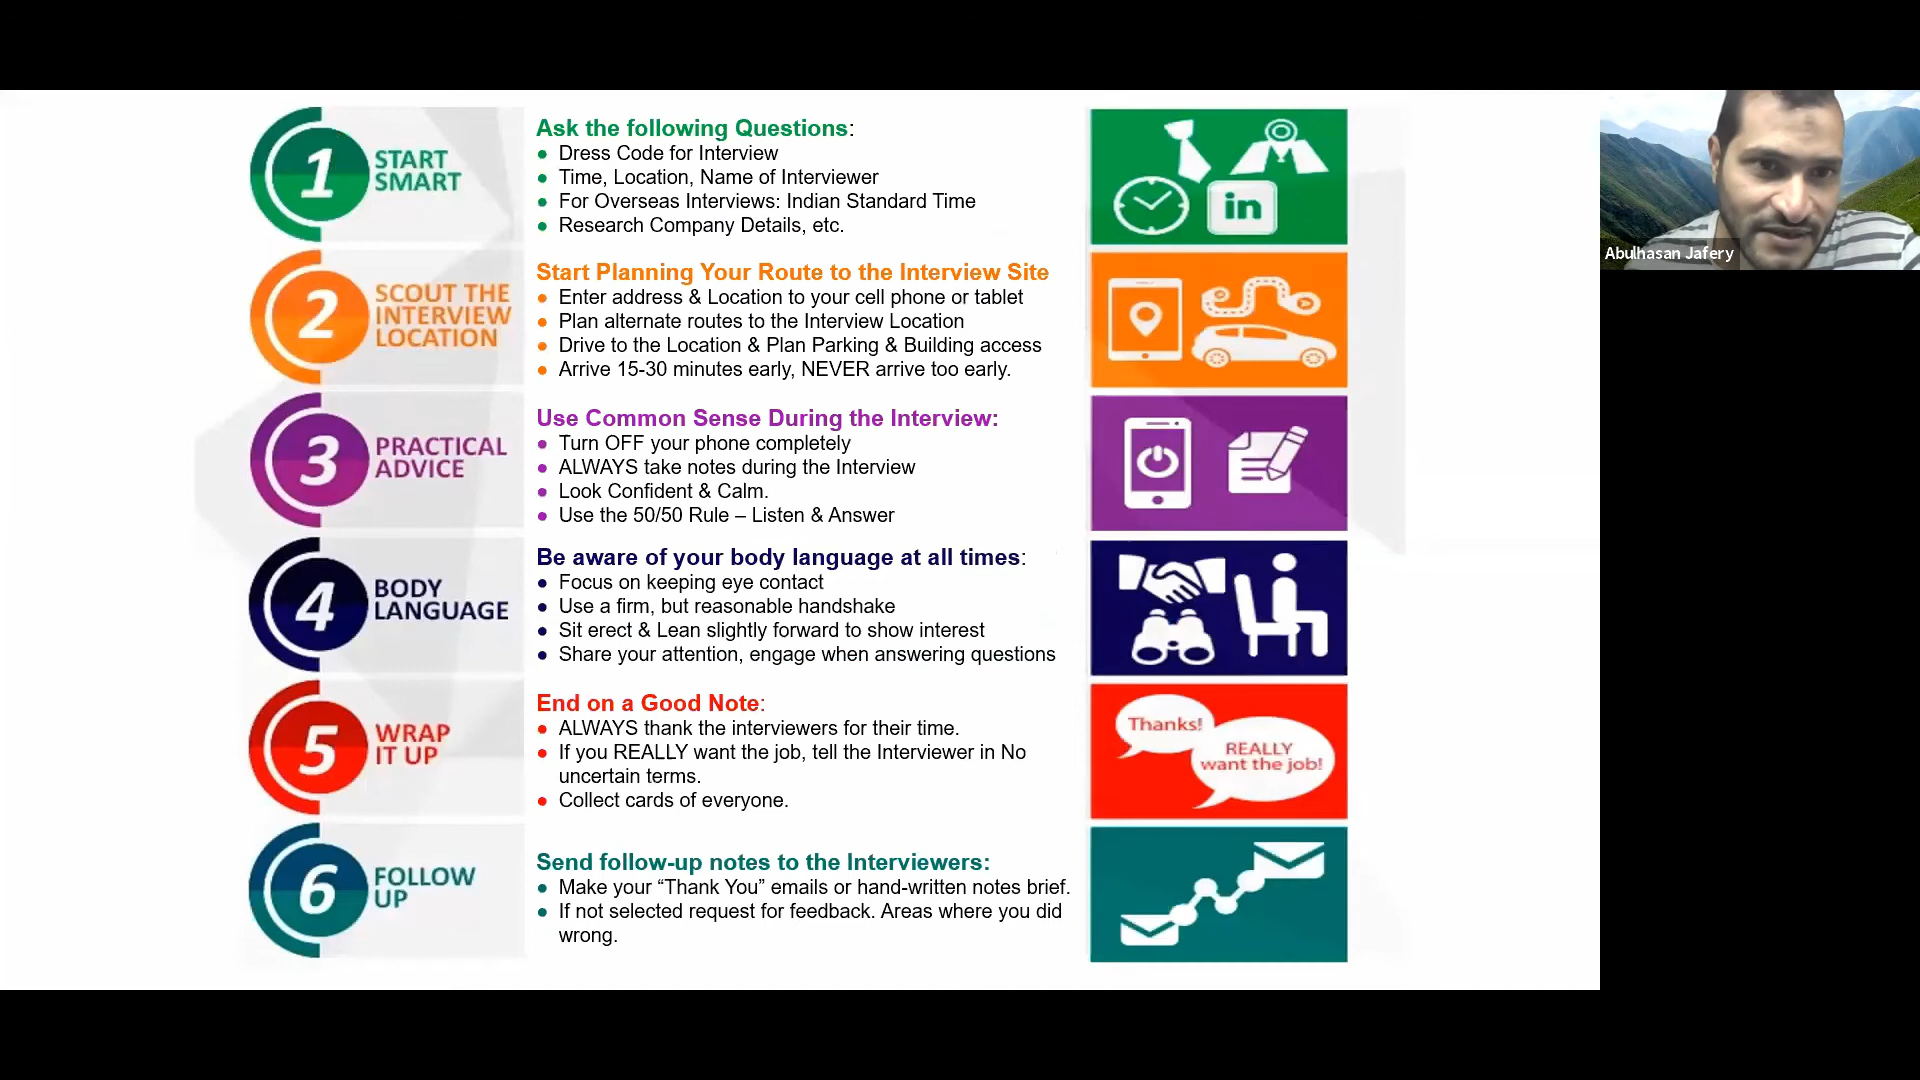 1
START
SMART
Ask the following Questions:
● Dress Code for Interview
● Time, Location, Name of Interviewer
● For Overseas Interviews: Indian Standard Time
● Research Company Details, etc.
in
2
SCOUT THE
INTERVIEW
LOCATION
Start Planning Your Route to the Interview Site
● Enter address & Location to your cell phone or tablet
● Plan alternate routes to the Interview Location
● Drive to the Location & Plan Parking & Building access
● Arrive 15-30 minutes early, NEVER arrive too early.
3
PRACTICAL
ADVICE
Use Common Sense During the Interview:
● Turn OFF your phone completely
● ALWAYS take notes during the Interview
● Look Confident & Calm.
● Use the 50/50 Rule – Listen & Answer
4
BODY
LANGUAGE
Be aware of your body language at all times:
● Focus on keeping eye contact
● Use a firm, but reasonable handshake
● Sit erect & Lean slightly forward to show interest
● Share your attention, engage when answering questions
5
WRAP
IT UP
End on a Good Note:
● ALWAYS thank the interviewers for their time.
● If you REALLY want the job, tell the Interviewer in No
uncertain terms.
● Collect cards of everyone.
Thanks!
REALLY
want the job!
6
FOLLOW
UP
Send follow-up notes to the Interviewers:
● Make your “Thank You” emails or hand-written notes brief.
● If not selected request for feedback. Areas where you did
wrong.
Abulhasan Jafery